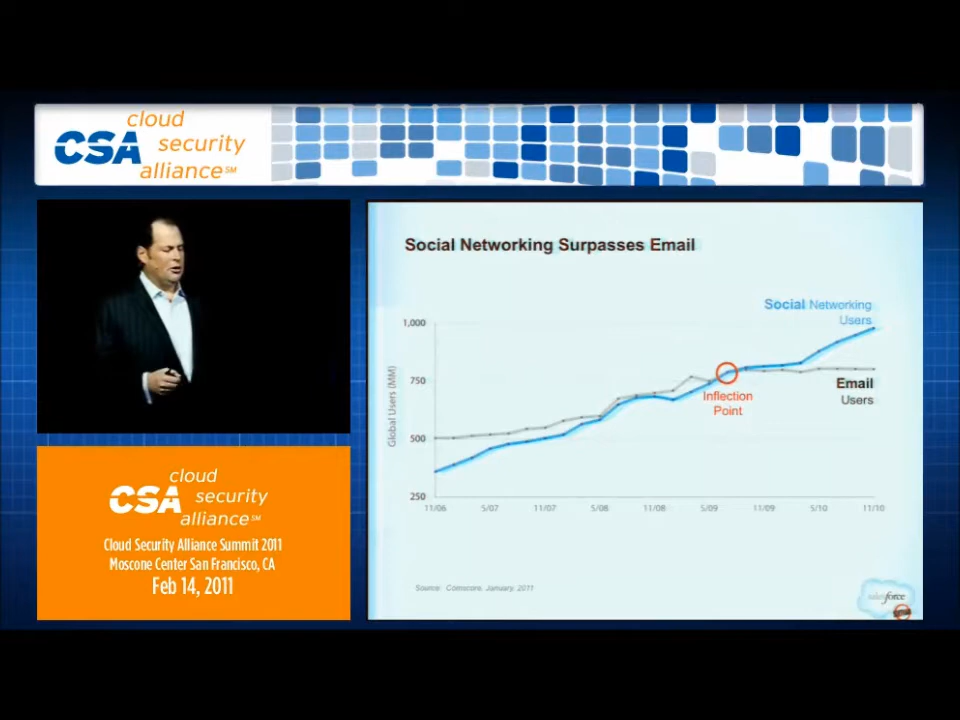 cloud
CSA security
alliance℠
Social Networking Surpasses Email
Social Networking
Users
1,000
750
500
250
Global Users (MM)
Inflection
Point
Email
Users
11/06 5/07 11/07 5/08 11/08 5/09 11/09 5/10 11/10
Source: Comscore, January, 2011
salesforce
cloud
CSA security
alliance℠
Cloud Security Alliance Summit 2011
Moscone Center San Francisco, CA
Feb 14, 2011